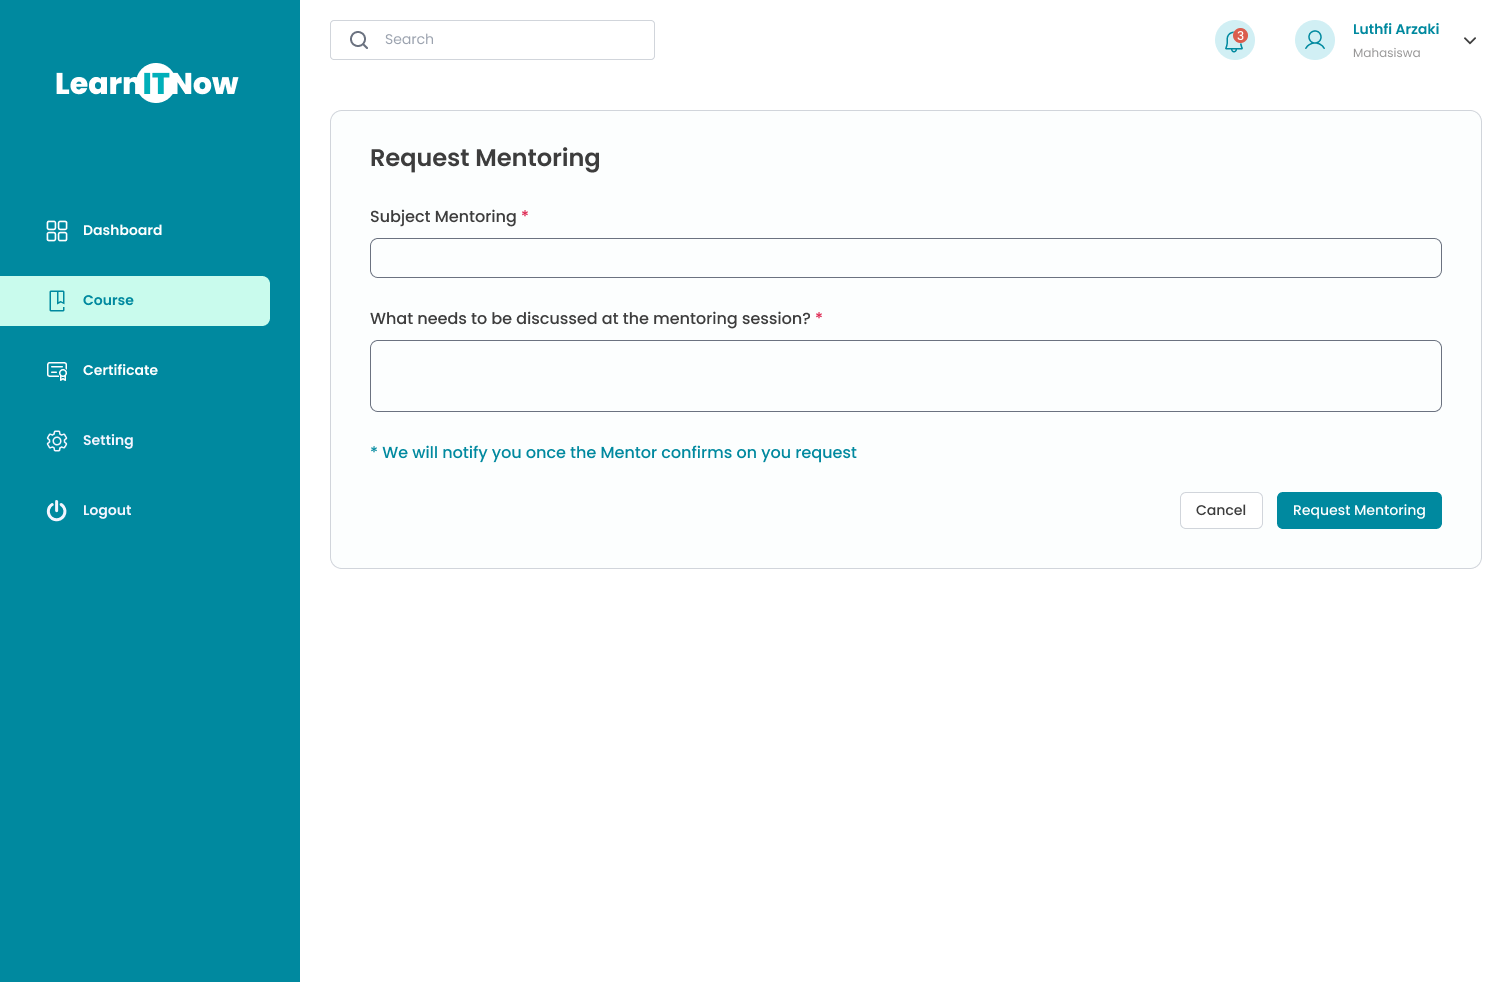 LearnITNow
Search
3
Luthfi Arzaki
Mahasiswa
Dashboard
Course
Certificate
Setting
Logout
Request Mentoring
Subject Mentoring *
What needs to be discussed at the mentoring session? *
* We will notify you once the Mentor confirms on you request
Cancel
Request Mentoring